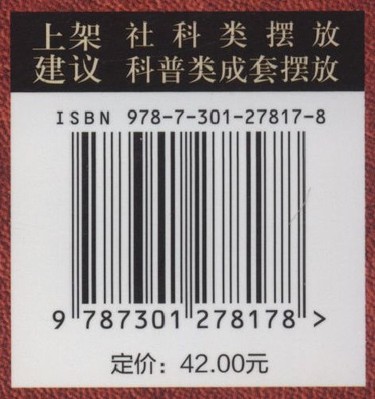 上架 社科类摆放
建议 科普类成套摆放
ISBN 978-7-301-27817-8
9 787301 278178 >
定价：42.00元